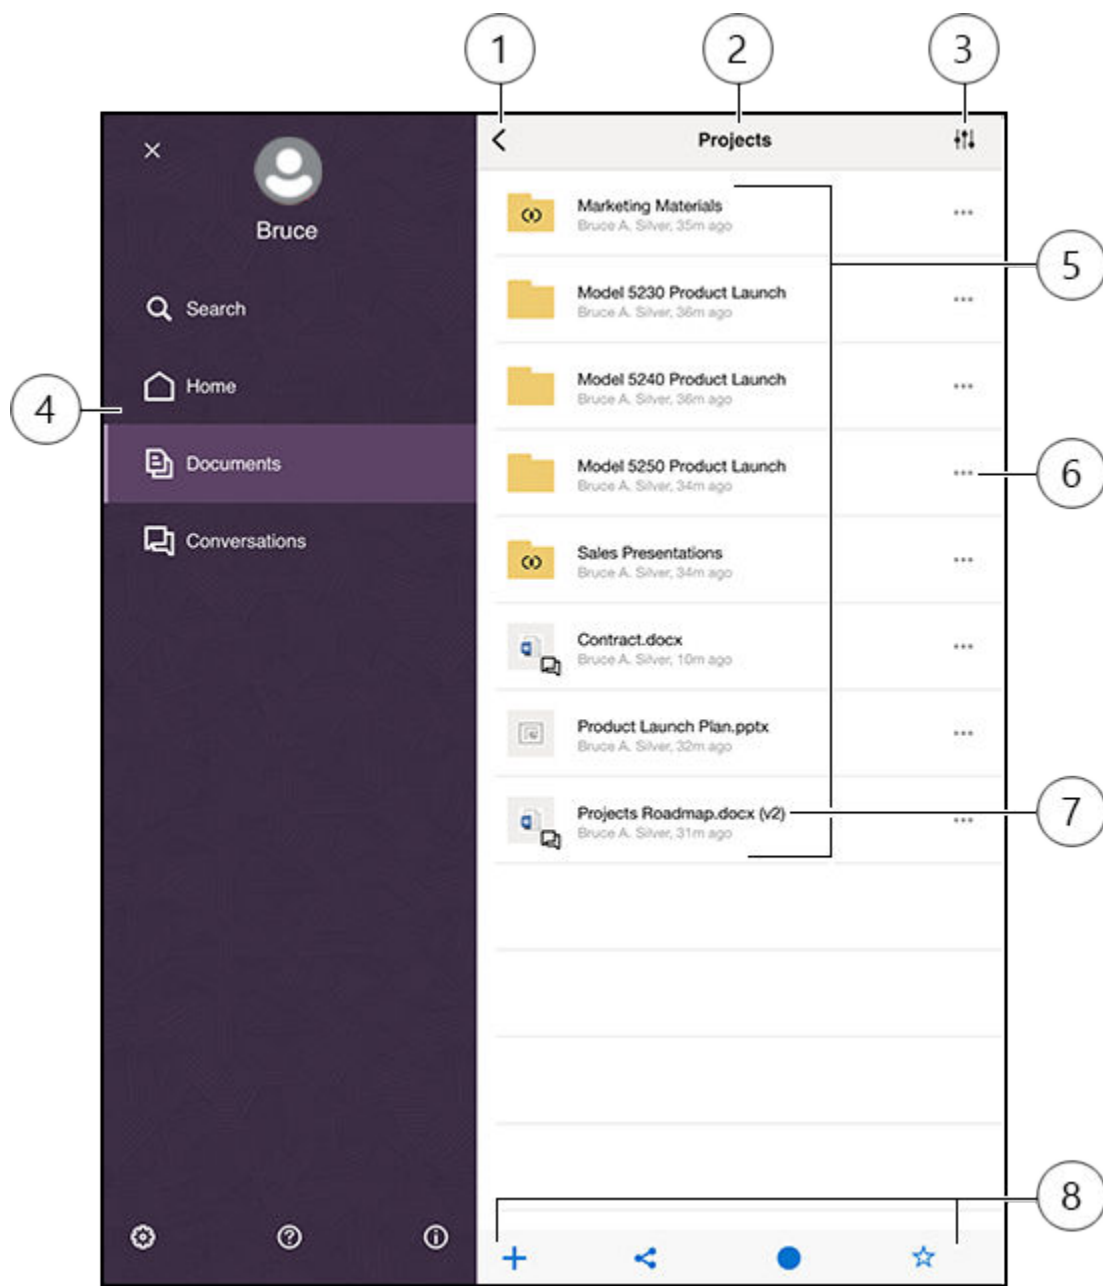 1
2
3
Projects
Bruce
Search
Home
Documents
Conversations
4
Marketing Materials
Bruce A. Silver, 35m ago
Model 5230 Product Launch
Bruce A. Silver, 36m ago
Model 5240 Product Launch
Bruce A. Silver, 36m ago
Model 5250 Product Launch
Bruce A. Silver, 34m ago
Sales Presentations
Bruce A. Silver, 34m ago
Contract.docx
Bruce A. Silver, 10m ago
Product Launch Plan.pptx
Bruce A. Silver, 32m ago
Projects Roadmap.docx (v2)
Bruce A. Silver, 31m ago
5
6
7
8